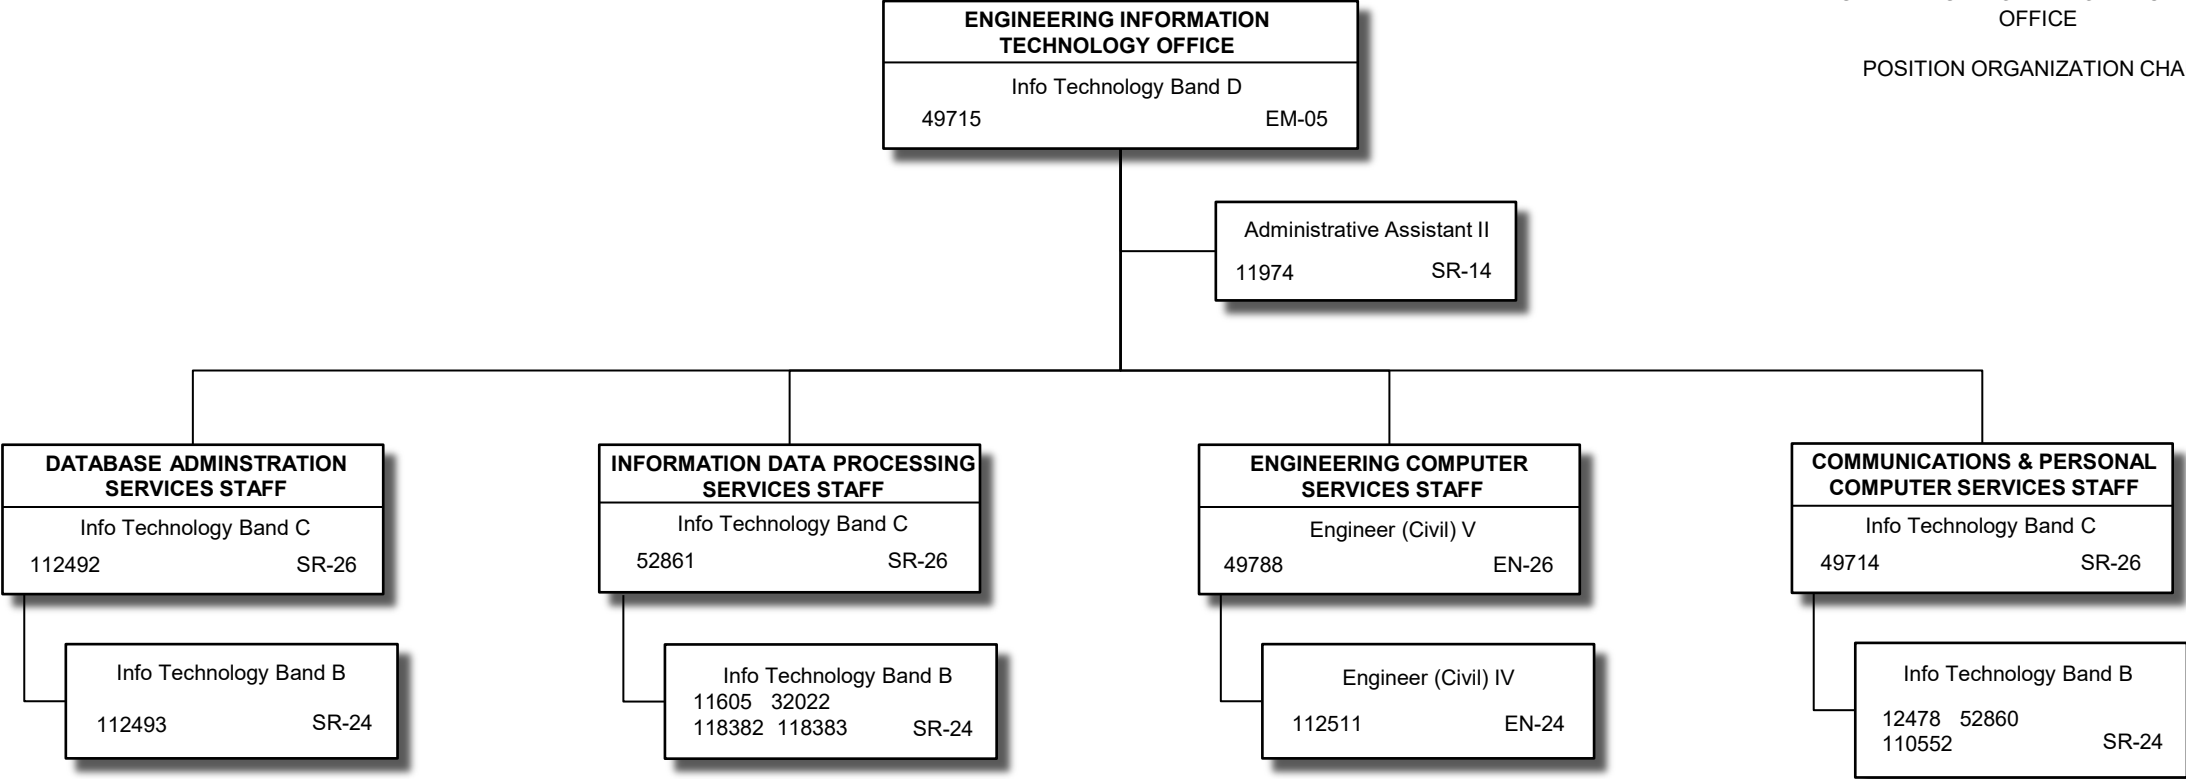 ENGINEERING INFORMATION
TECHNOLOGY OFFICE
Info Technology Band D
49715 EM-05
OFFICE
POSITION ORGANIZATION CHA
Administrative Assistant II
11974 SR-14
DATABASE ADMINSTRATION
SERVICES STAFF
Info Technology Band C
112492 SR-26
Info Technology Band B
112493 SR-24
INFORMATION DATA PROCESSING
SERVICES STAFF
Info Technology Band C
52861 SR-26
Info Technology Band B
11605 32022
118382 118383 SR-24
ENGINEERING COMPUTER
SERVICES STAFF
Engineer (Civil) V
49788 EN-26
Engineer (Civil) IV
112511 EN-24
COMMUNICATIONS & PERSONAL
COMPUTER SERVICES STAFF
Info Technology Band C
49714 SR-26
Info Technology Band B
12478 52860
110552 SR-24